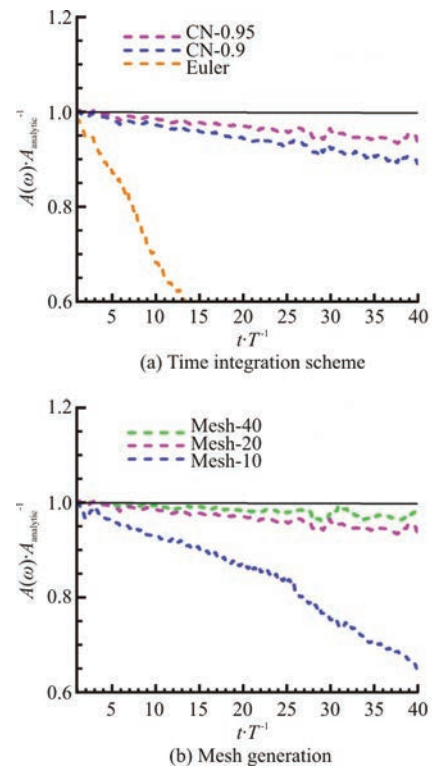 CN-0.95
CN-0.9
Euler
1.2
1.0
0.8
0.6
A(ω)·A_analytic⁻¹
5 10 15 20 25 30 35 40
t·T⁻¹
(a) Time integration scheme
Mesh-40
Mesh-20
Mesh-10
1.2
1.0
0.8
0.6
A(ω)·A_analytic⁻¹
5 10 15 20 25 30 35 40
t·T⁻¹
(b) Mesh generation